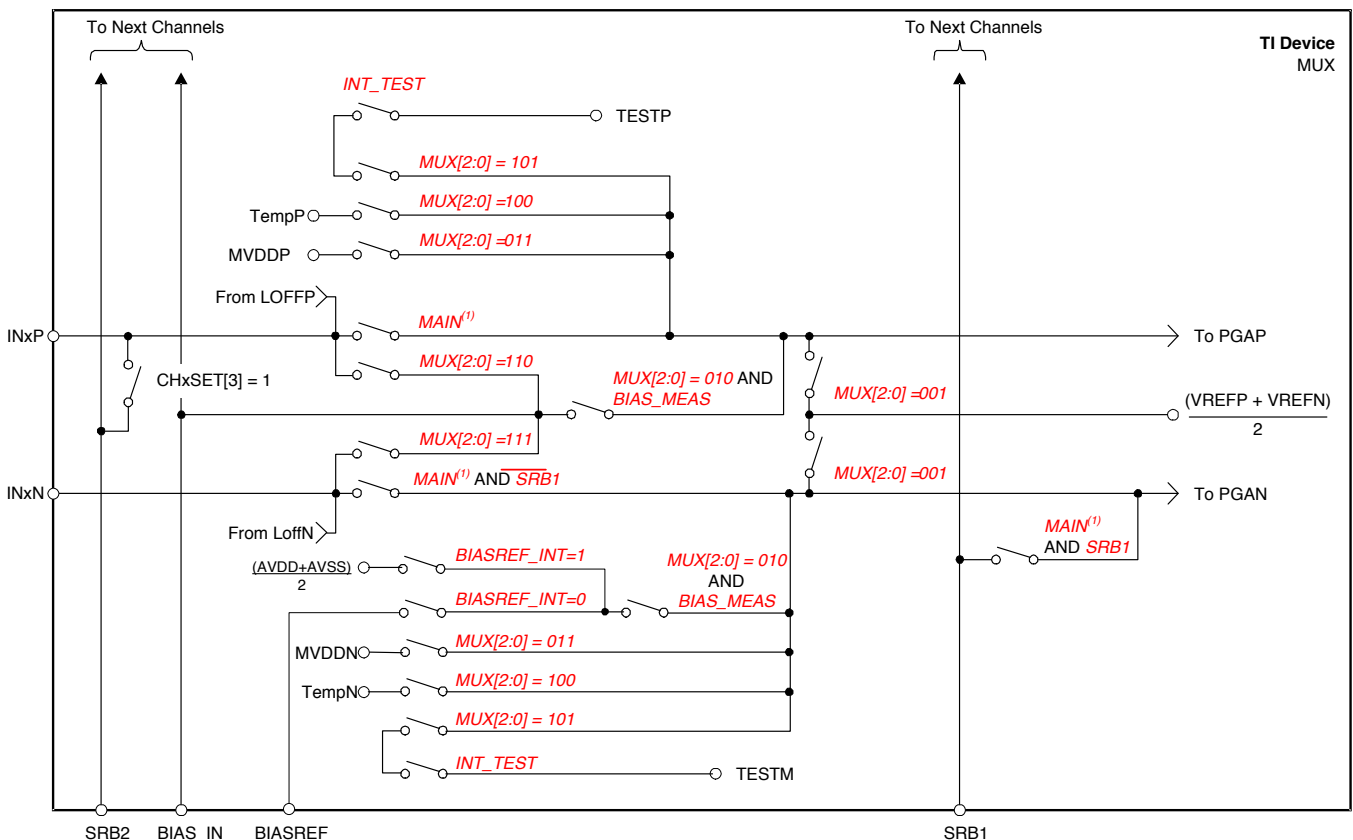 To Next Channels
To Next Channels
TI Device
MUX
INT_TEST
TESTP
MUX[2:0] = 101
TempP
MUX[2:0] =100
MVDDP
MUX[2:0] =011
From LOFFP
INxP
MAIN(1)
To PGAP
CHxSET[3] = 1
MUX[2:0] =110
MUX[2:0] = 010 AND
BIAS_MEAS
MUX[2:0] =001
(VREFP + VREFN)
2
MUX[2:0] =111
MUX[2:0] =001
INxN
MAIN(1) AND SRB1
To PGAN
From LoffN
MAIN(1)
AND SRB1
(AVDD+AVSS)
2
BIASREF_INT=1
MUX[2:0] = 010
AND
BIAS_MEAS
BIASREF_INT=0
MVDDN
MUX[2:0] = 011
TempN
MUX[2:0] = 100
MUX[2:0] = 101
INT_TEST
TESTM
SRB2
BIAS_IN
BIASREF
SRB1